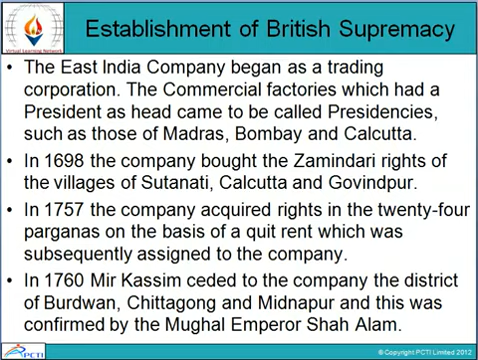 Establishment of British Supremacy
Virtual Learning Network
• The East India Company began as a trading
corporation. The Commercial factories which had a
President as head came to be called Presidencies,
such as those of Madras, Bombay and Calcutta.
• In 1698 the company bought the Zamindari rights of
the villages of Sutanati, Calcutta and Govindpur.
• In 1757 the company acquired rights in the twenty-four
parganas on the basis of a quit rent which was
subsequently assigned to the company.
• In 1760 Mir Kassim ceded to the company the district
of Burdwan, Chittagong and Midnapur and this was
confirmed by the Mughal Emperor Shah Alam.
PCTI
© Copyright PCTI Limited 2012